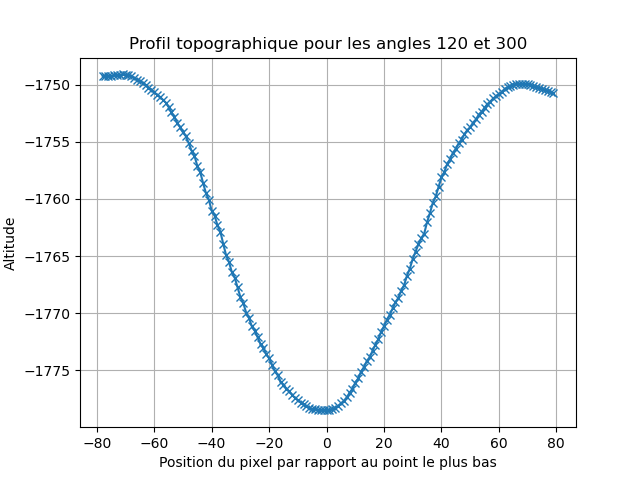 Profil topographique pour les angles 120 et 300
Altitude
−1750
−1755
−1760
−1765
−1770
−1775
−80 −60 −40 −20 0 20 40 60 80
Position du pixel par rapport au point le plus bas